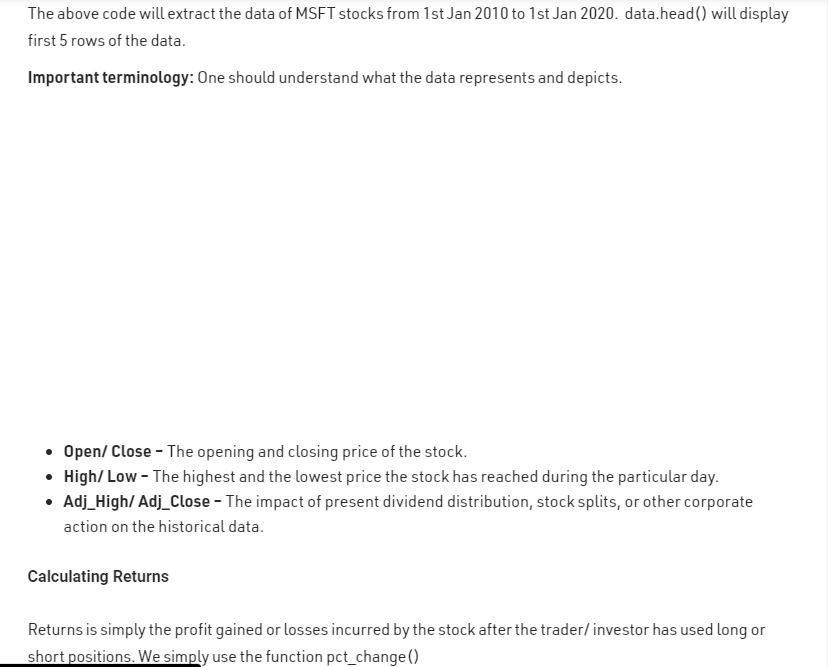 The above code will extract the data of MSFT stocks from 1st Jan 2010 to 1st Jan 2020.  data.head() will display
first 5 rows of the data.
Important terminology: One should understand what the data represents and depicts.
• Open/ Close – The opening and closing price of the stock.
• High/ Low – The highest and the lowest price the stock has reached during the particular day.
• Adj_High/ Adj_Close – The impact of present dividend distribution, stock splits, or other corporate
action on the historical data.
Calculating Returns
Returns is simply the profit gained or losses incurred by the stock after the trader/ investor has used long or
short positions. We simply use the function pct_change()